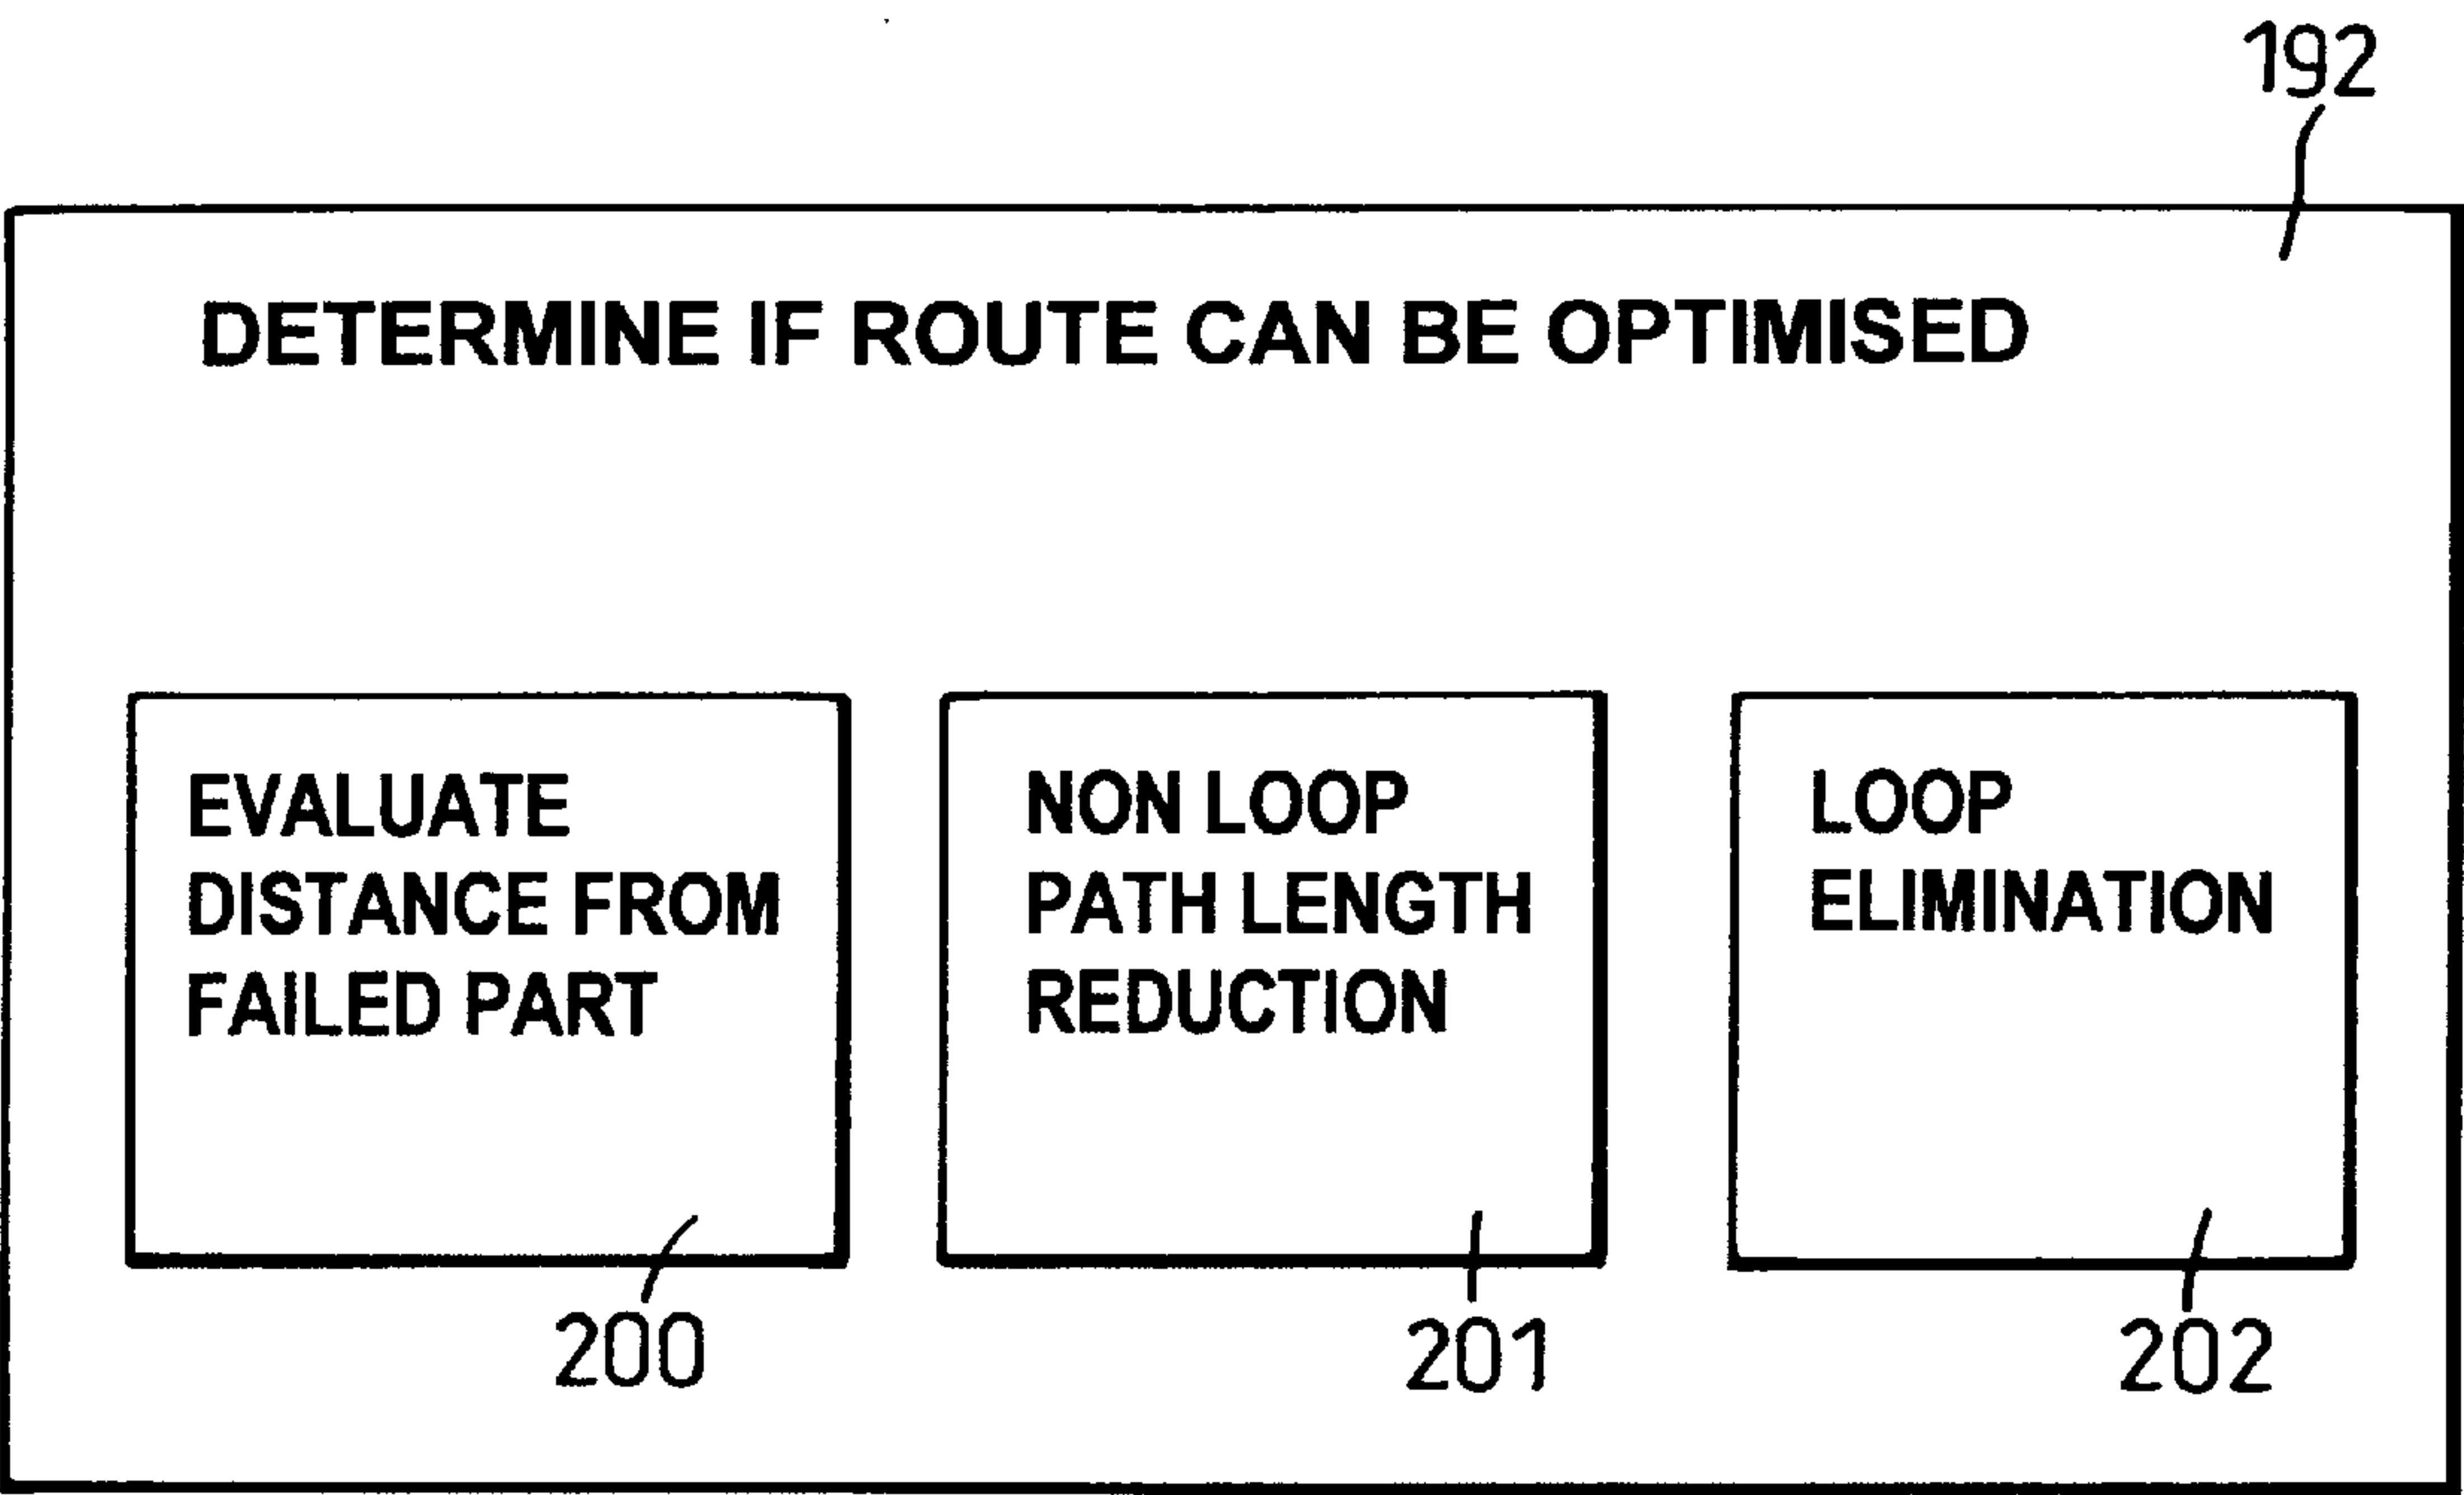 192
DETERMINE IF ROUTE CAN BE OPTIMISED
EVALUATE
DISTANCE FROM
FAILED PART
200
NON LOOP
PATH LENGTH
REDUCTION
201
LOOP
ELIMINATION
202